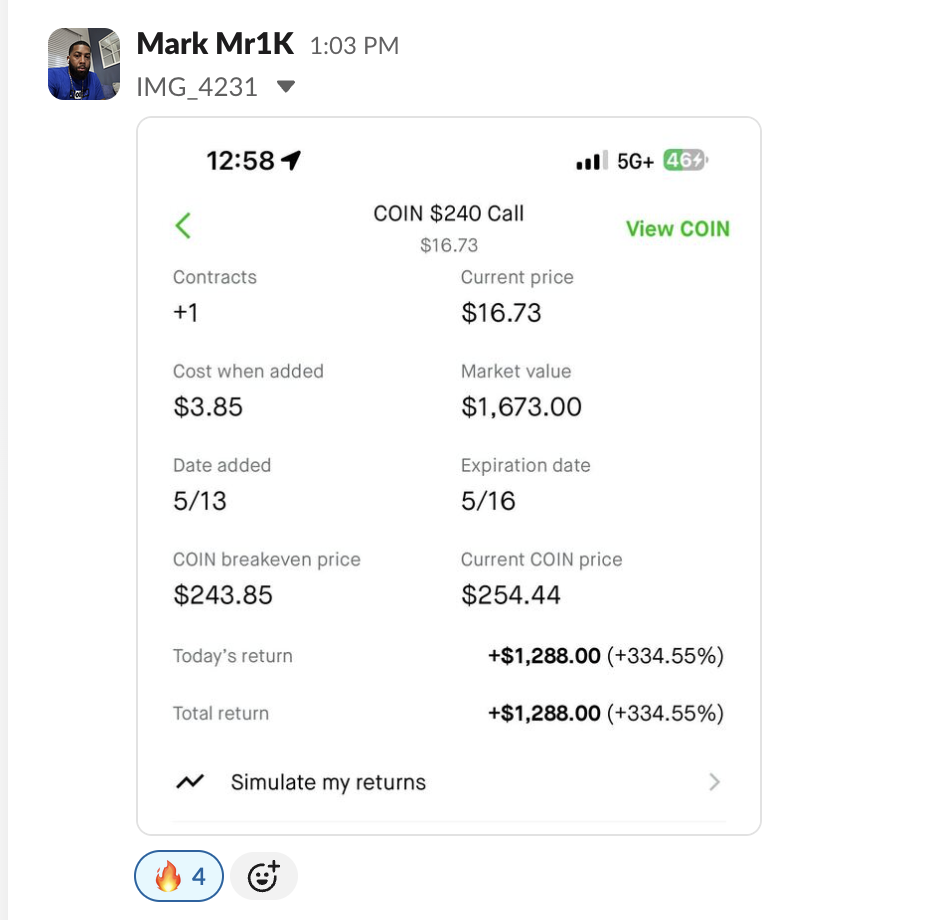 Mark Mr1K 1:03 PM
IMG_4231
12:58 5G+ 46
COIN $240 Call
$16.73
View COIN
Contracts Current price
+1 $16.73
Cost when added Market value
$3.85 $1,673.00
Date added Expiration date
5/13 5/16
COIN breakeven price Current COIN price
$243.85 $254.44
Today's return +$1,288.00 (+334.55%)
Total return +$1,288.00 (+334.55%)
Simulate my returns
4